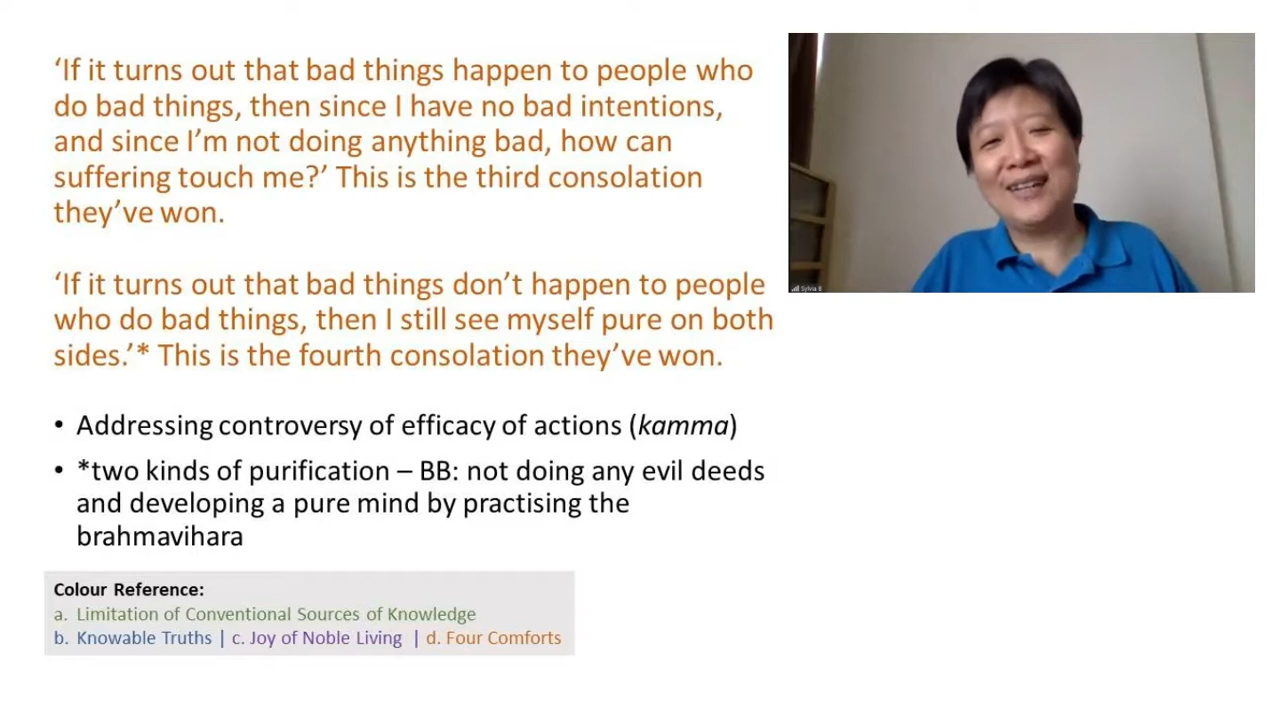 ‘If it turns out that bad things happen to people who
do bad things, then since I have no bad intentions,
and since I’m not doing anything bad, how can
suffering touch me?’ This is the third consolation
they’ve won.
‘If it turns out that bad things don’t happen to people
who do bad things, then I still see myself pure on both
sides.’* This is the fourth consolation they’ve won.
• Addressing controversy of efficacy of actions (kamma)
• *two kinds of purification – BB: not doing any evil deeds
and developing a pure mind by practising the
brahmavihara
Colour Reference:
a. Limitation of Conventional Sources of Knowledge
b. Knowable Truths | c. Joy of Noble Living | d. Four Comforts
Sylvia B